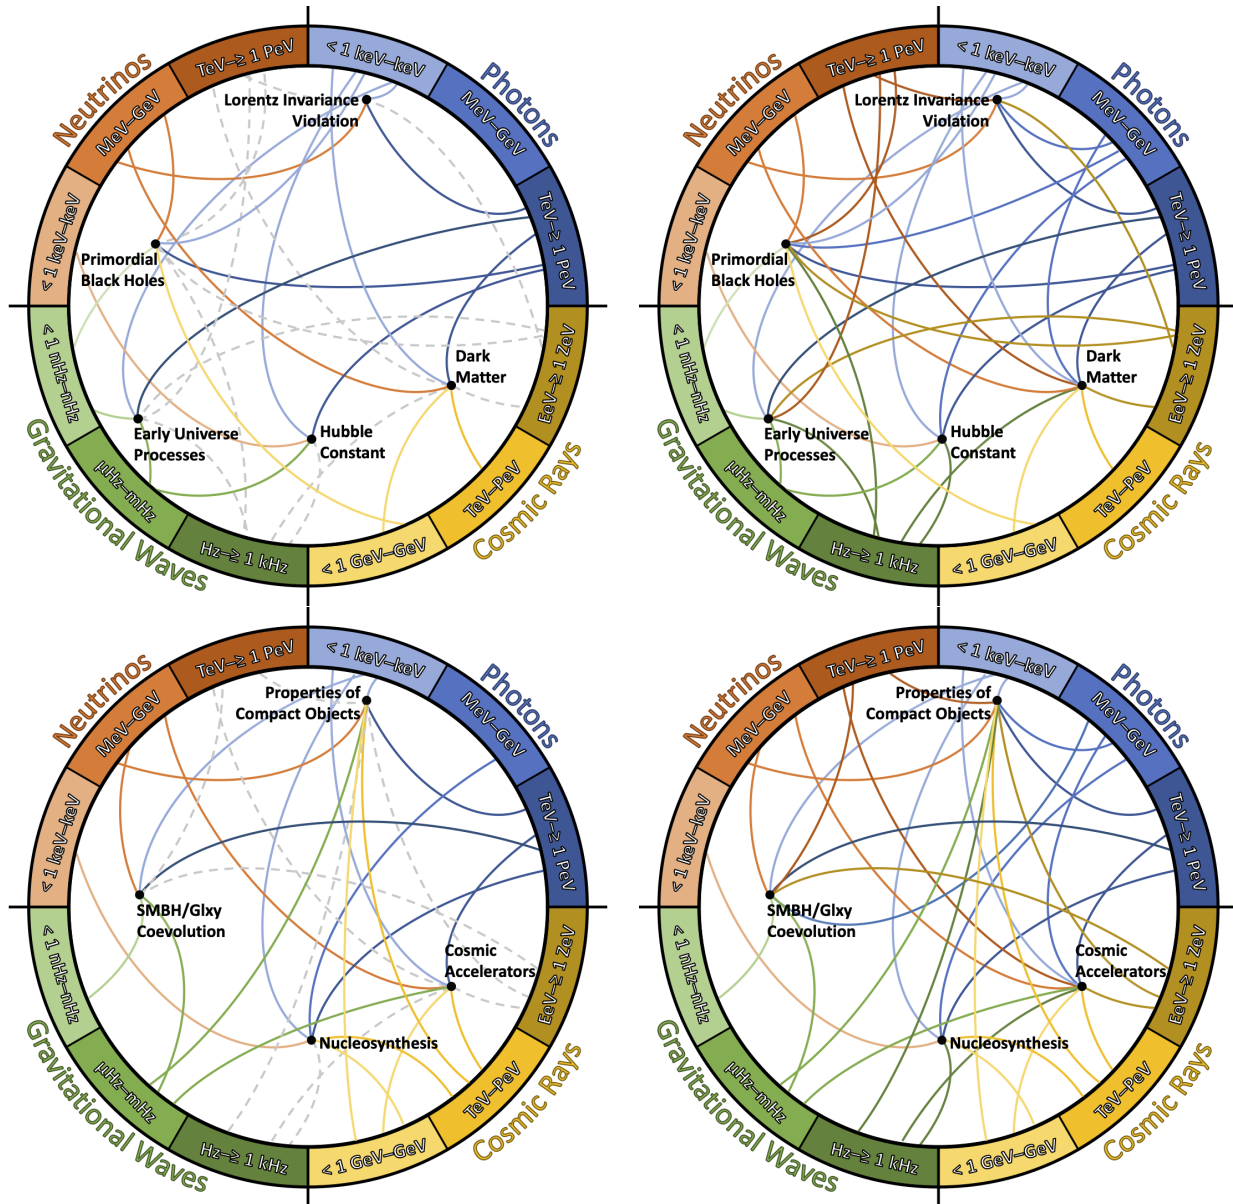 Neutrinos
Photons
Gravitational Waves
Cosmic Rays
TeV–≥ 1 PeV
< 1 keV–keV
MeV–GeV
MeV–GeV
< 1 keV–keV
TeV–≥ 1 PeV
< 1 nHz–nHz
EeV–≥ 1 ZeV
μHz–mHz
TeV–PeV
Hz–≥ 1 kHz
< 1 GeV–GeV
Lorentz Invariance
Violation
Primordial
Black Holes
Dark
Matter
Early Universe
Processes
Hubble
Constant
Neutrinos
Photons
Gravitational Waves
Cosmic Rays
TeV–≥ 1 PeV
< 1 keV–keV
MeV–GeV
MeV–GeV
< 1 keV–keV
TeV–≥ 1 PeV
< 1 nHz–nHz
EeV–≥ 1 ZeV
μHz–mHz
TeV–PeV
Hz–≥ 1 kHz
< 1 GeV–GeV
Lorentz Invariance
Violation
Primordial
Black Holes
Dark
Matter
Early Universe
Processes
Hubble
Constant
Neutrinos
Photons
Gravitational Waves
Cosmic Rays
TeV–≥ 1 PeV
< 1 keV–keV
MeV–GeV
MeV–GeV
< 1 keV–keV
TeV–≥ 1 PeV
< 1 nHz–nHz
EeV–≥ 1 ZeV
μHz–mHz
TeV–PeV
Hz–≥ 1 kHz
< 1 GeV–GeV
Properties of
Compact Objects
SMBH/Glxy
Coevolution
Cosmic
Accelerators
Nucleosynthesis
Neutrinos
Photons
Gravitational Waves
Cosmic Rays
TeV–≥ 1 PeV
< 1 keV–keV
MeV–GeV
MeV–GeV
< 1 keV–keV
TeV–≥ 1 PeV
< 1 nHz–nHz
EeV–≥ 1 ZeV
μHz–mHz
TeV–PeV
Hz–≥ 1 kHz
< 1 GeV–GeV
Properties of
Compact Objects
SMBH/Glxy
Coevolution
Cosmic
Accelerators
Nucleosynthesis